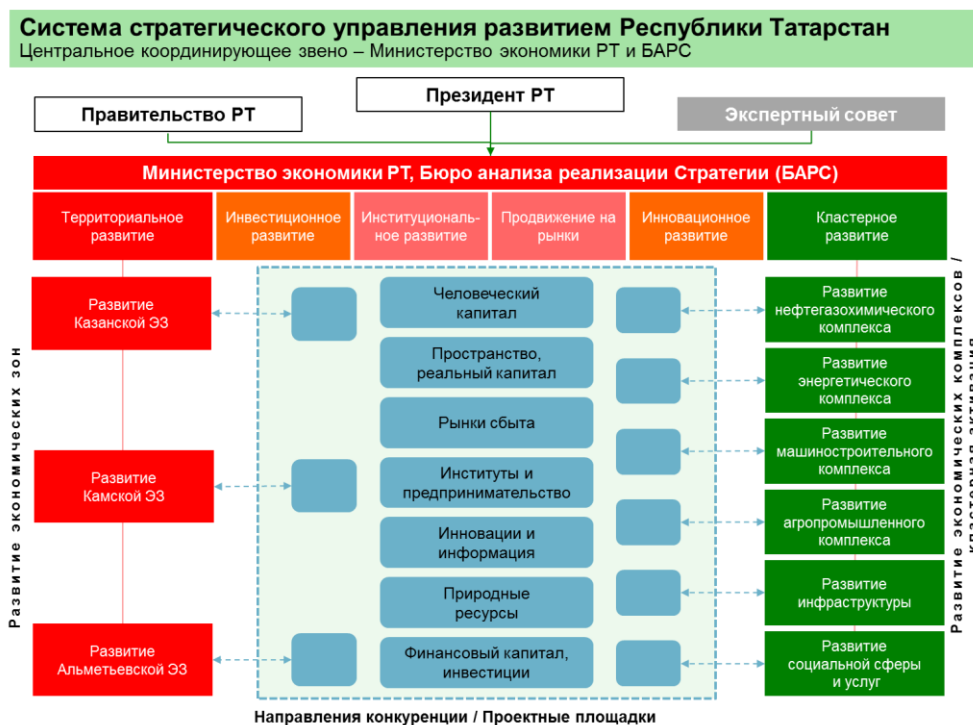 Система стратегического управления развитием Республики Татарстан
Центральное координирующее звено – Министерство экономики РТ и БАРС
Президент РТ
Правительство РТ
Экспертный совет
Министерство экономики РТ, Бюро анализа реализации Стратегии (БАРС)
Территориальное
развитие
Инвестиционное
развитие
Институциональ-
ное развитие
Продвижение на
рынки
Инновационное
развитие
Кластерное
развитие
Развитие экономических зон
Развитие
Казанской ЭЗ
Развитие
Камской ЭЗ
Развитие
Альметьевской ЭЗ
Человеческий
капитал
Пространство,
реальный капитал
Рынки сбыта
Институты и
предпринимательство
Инновации и
информация
Природные
ресурсы
Финансовый капитал,
инвестиции
Развитие
нефтегазохимического
комплекса
Развитие
энергетического
комплекса
Развитие
машиностроительного
комплекса
Развитие
агропромышленного
комплекса
Развитие
инфраструктуры
Развитие
социальной сферы
и услуг
Развитие экономических комплексов /
кластерная активация
Направления конкуренции / Проектные площадки